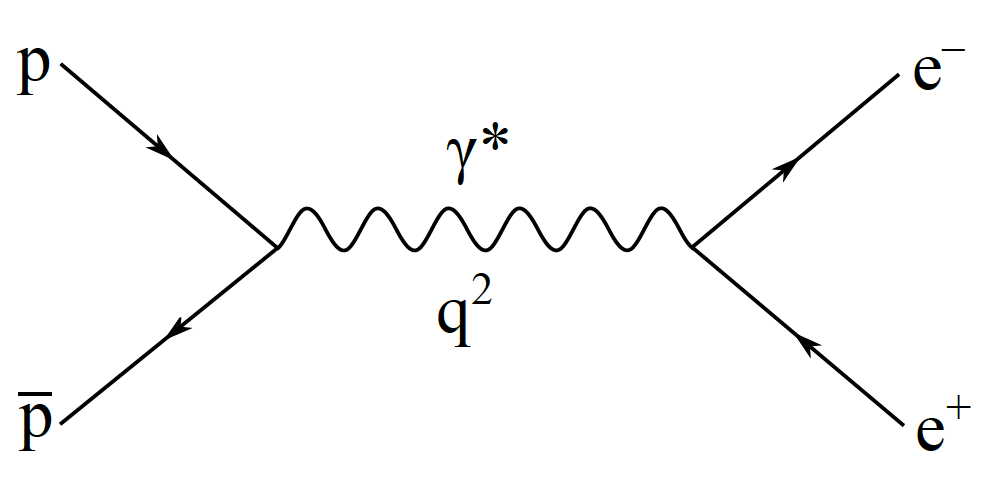 p
e⁻
γ*
q²
p̅
e⁺